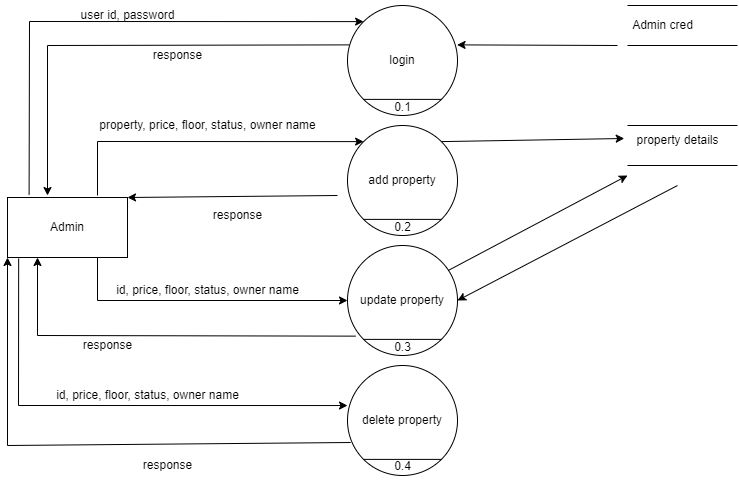 user id, password
Admin cred
response
login
0.1
property, price, floor, status, owner name
property details
add property
response
0.2
Admin
id, price, floor, status, owner name
update property
response
0.3
id, price, floor, status, owner name
delete property
response
0.4